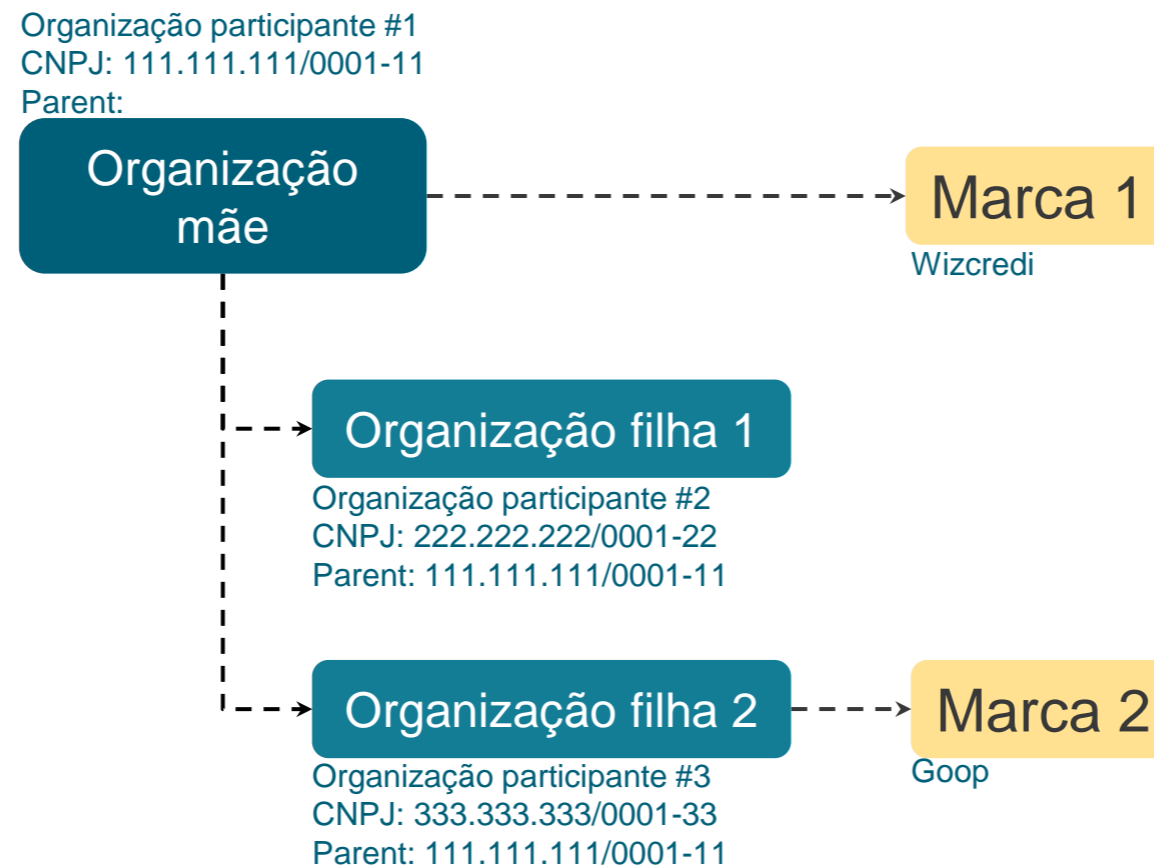 Organização participante #1
CNPJ: 111.111.111/0001-11
Parent:
Organização
mãe
Marca 1
Wizcredi
Organização filha 1
Organização participante #2
CNPJ: 222.222.222/0001-22
Parent: 111.111.111/0001-11
Organização filha 2
Marca 2
Organização participante #3
CNPJ: 333.333.333/0001-33
Parent: 111.111.111/0001-11
Goop